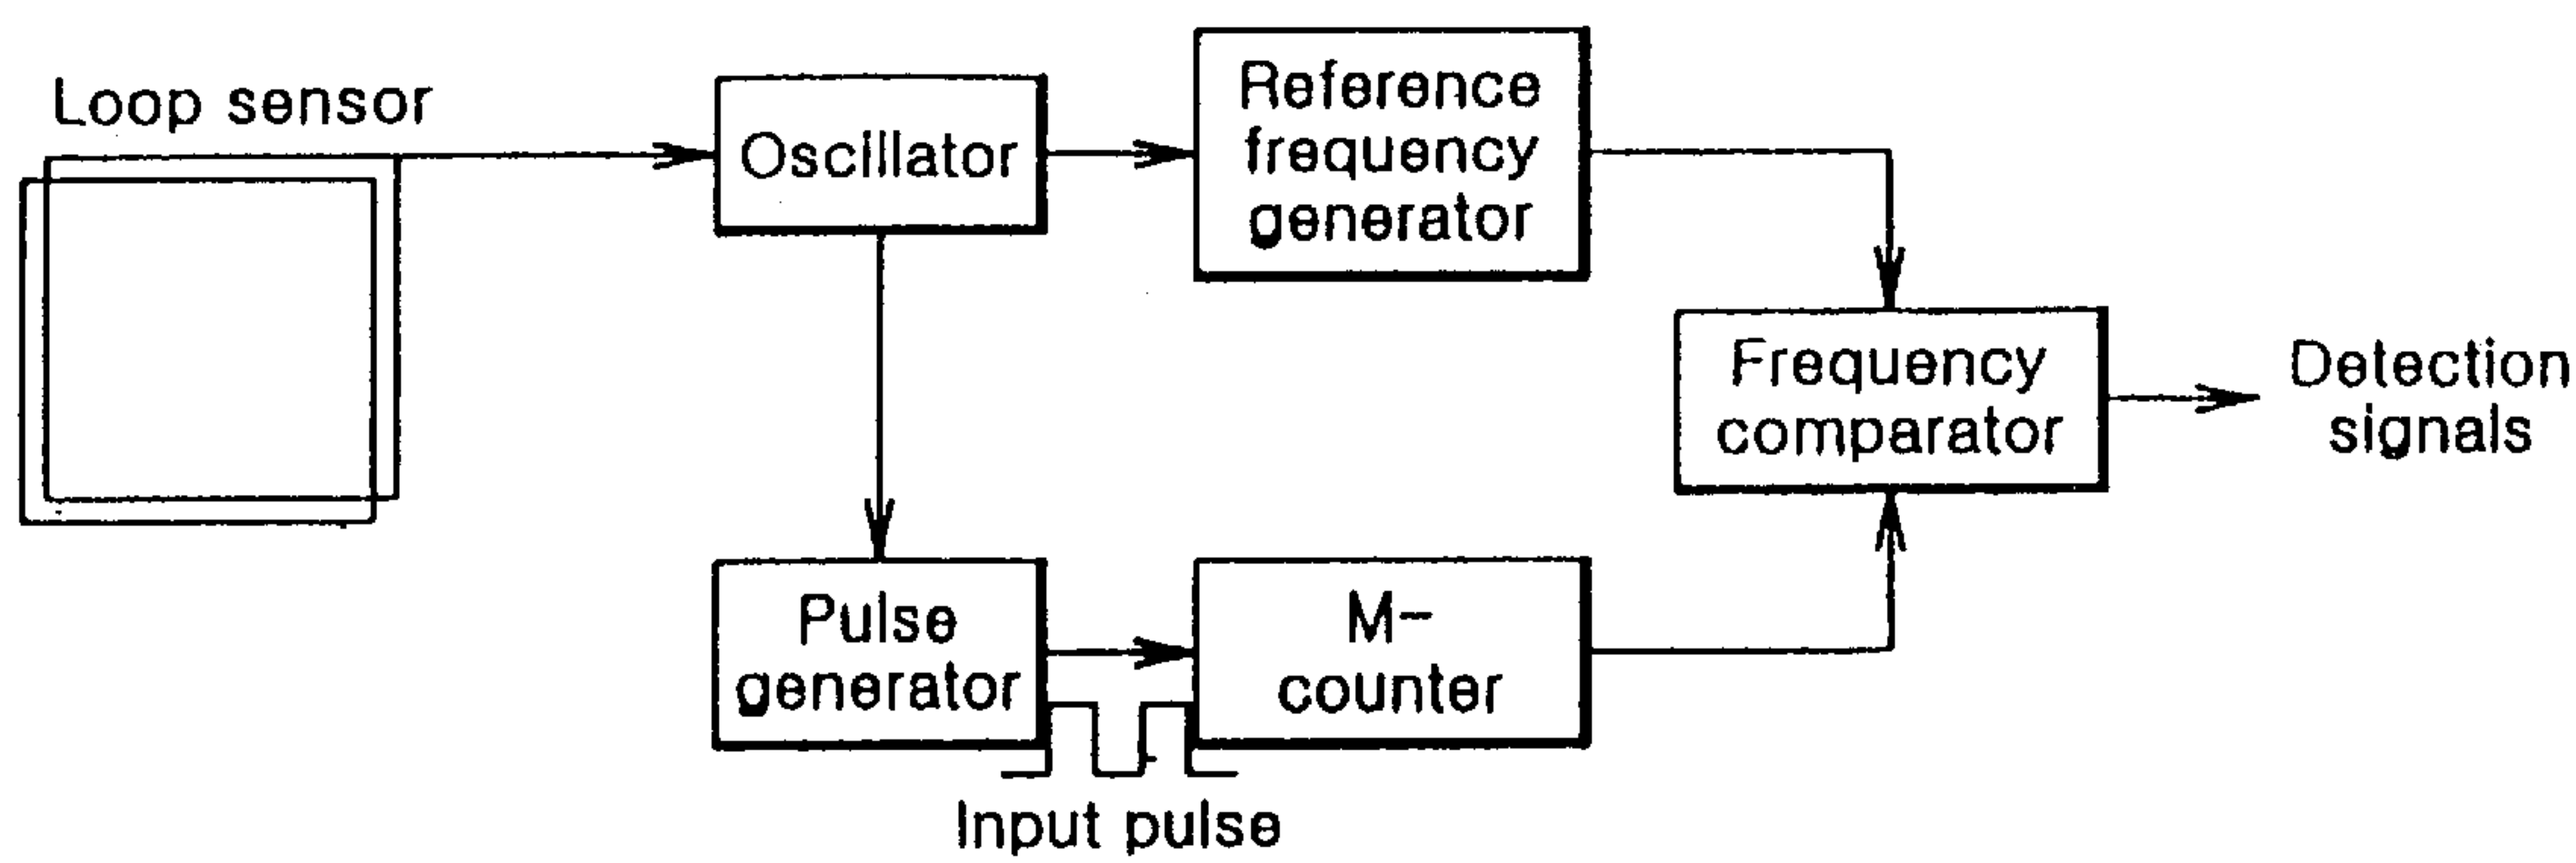 Loop sensor
Oscillator
Reference
frequency
generator
Frequency
comparator
Detection
signals
Pulse
generator
M-
counter
Input pulse